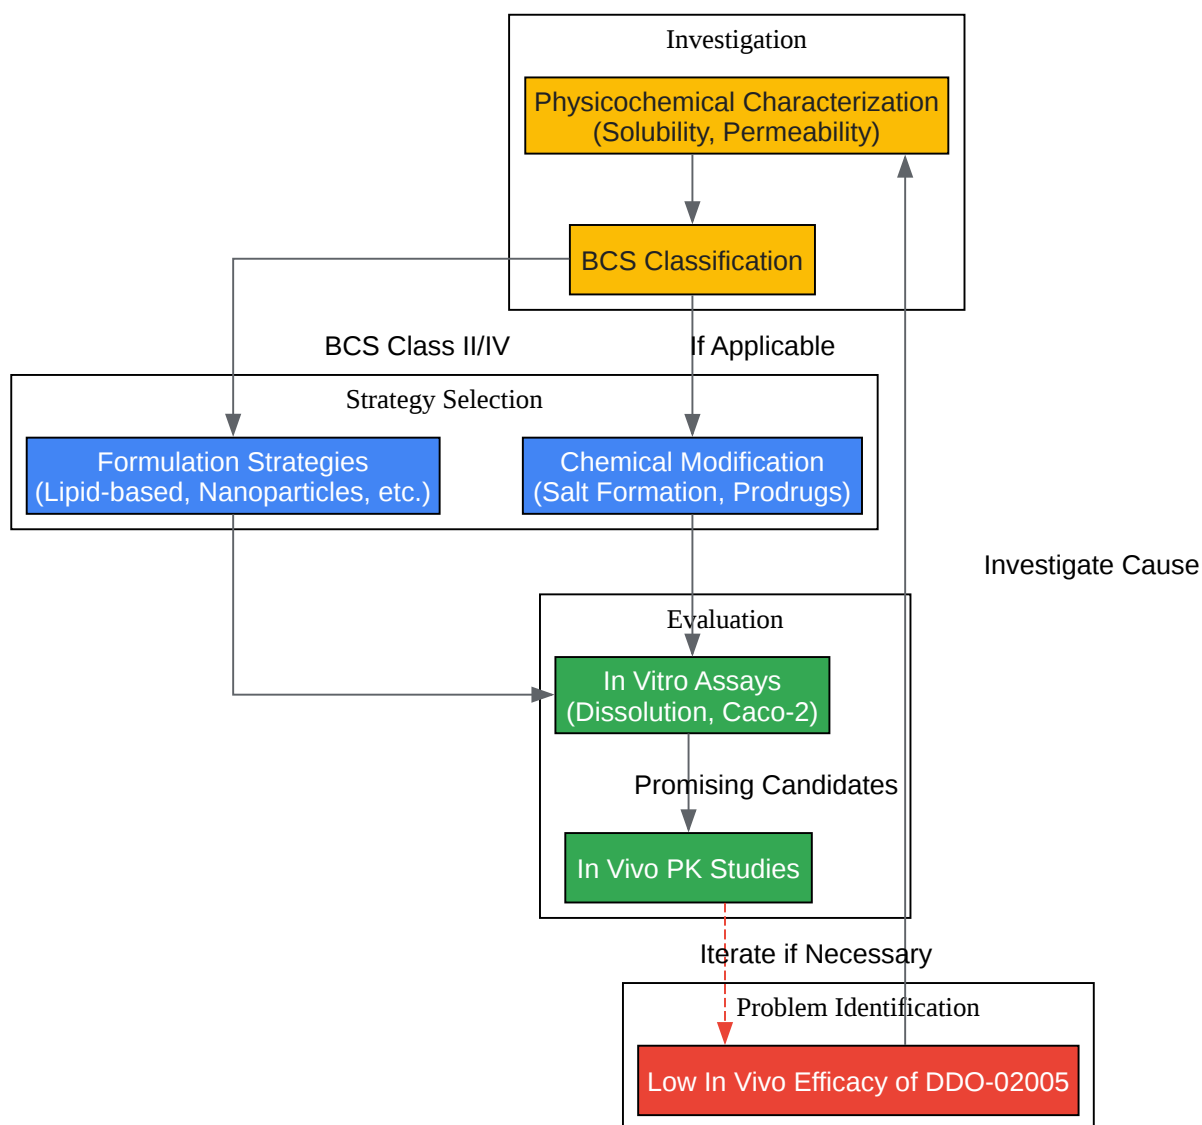 Investigation
Physicochemical Characterization
(Solubility, Permeability)
BCS Classification
BCS Class II/IV
If Applicable
Strategy Selection
Formulation Strategies
(Lipid-based, Nanoparticles, etc.)
Chemical Modification
(Salt Formation, Prodrugs)
Investigate Cause
Evaluation
In Vitro Assays
(Dissolution, Caco-2)
Promising Candidates
In Vivo PK Studies
Iterate if Necessary
Problem Identification
Low In Vivo Efficacy of DDO-02005